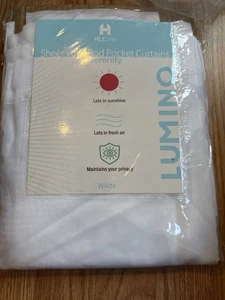 HLC.me
Sheer Voile Rod Pocket Curtains
Serenity
Lets in sunshine
Lets in fresh air
Maintains your privacy
White
LUMINO